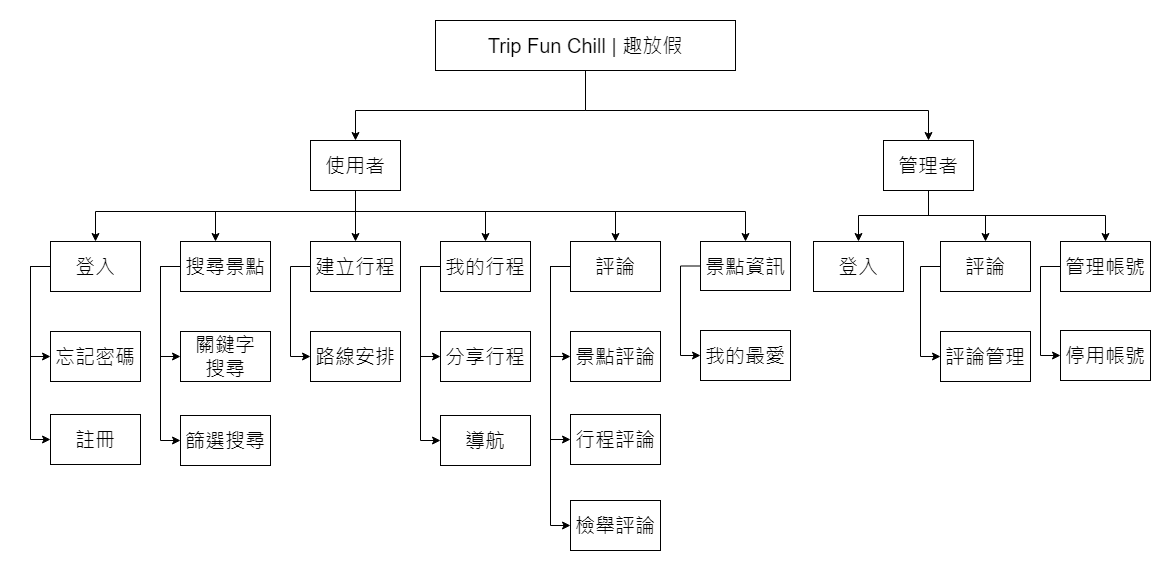 Trip Fun Chill | 趣放假
使用者
管理者
登入
搜尋景點
建立行程
我的行程
評論
景點資訊
登入
評論
管理帳號
忘記密碼
關鍵字
搜尋
路線安排
分享行程
景點評論
我的最愛
評論管理
停用帳號
註冊
篩選搜尋
導航
行程評論
檢舉評論